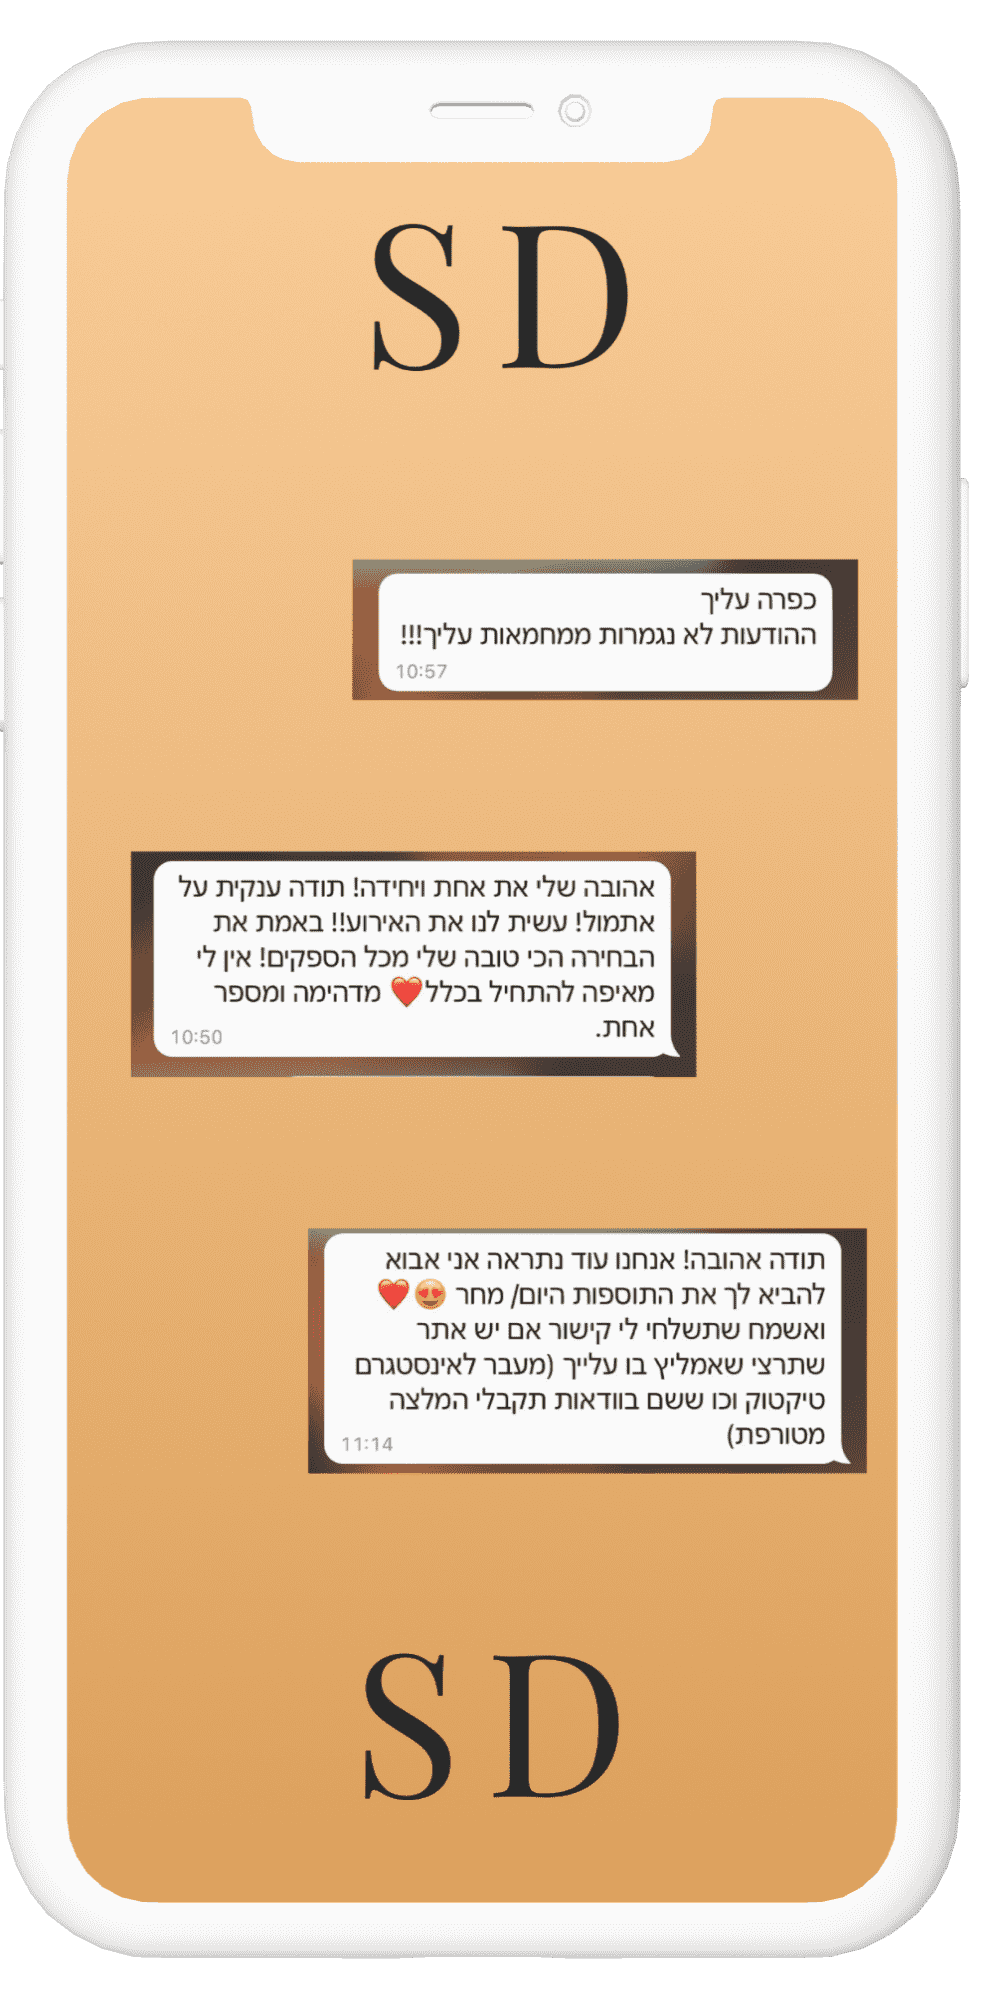 S D
כפרה עליך
ההודעות לא נגמרות ממחמאות עליך!!!
10:57
אהובה שלי את אחת ויחידה! תודה ענקית על
אתמול! עשית לנו את האירוע!! באמת את
הבחירה הכי טובה שלי מכל הספקים! אין לי
מאיפה להתחיל בכלל❤️ מדהימה ומספר
אחת.
10:50
תודה אהובה! אנחנו עוד נתראה אני אבוא
להביא לך את התוספות היום/ מחר 😍❤️
ואשמח שתשלחי לי קישור אם יש אתר
שתרצי שאמליץ בו עלייך (מעבר לאינסטגרם
טיקטוק וכו ששם בוודאות תקבלי המלצה
מטורפת)
11:14
S D